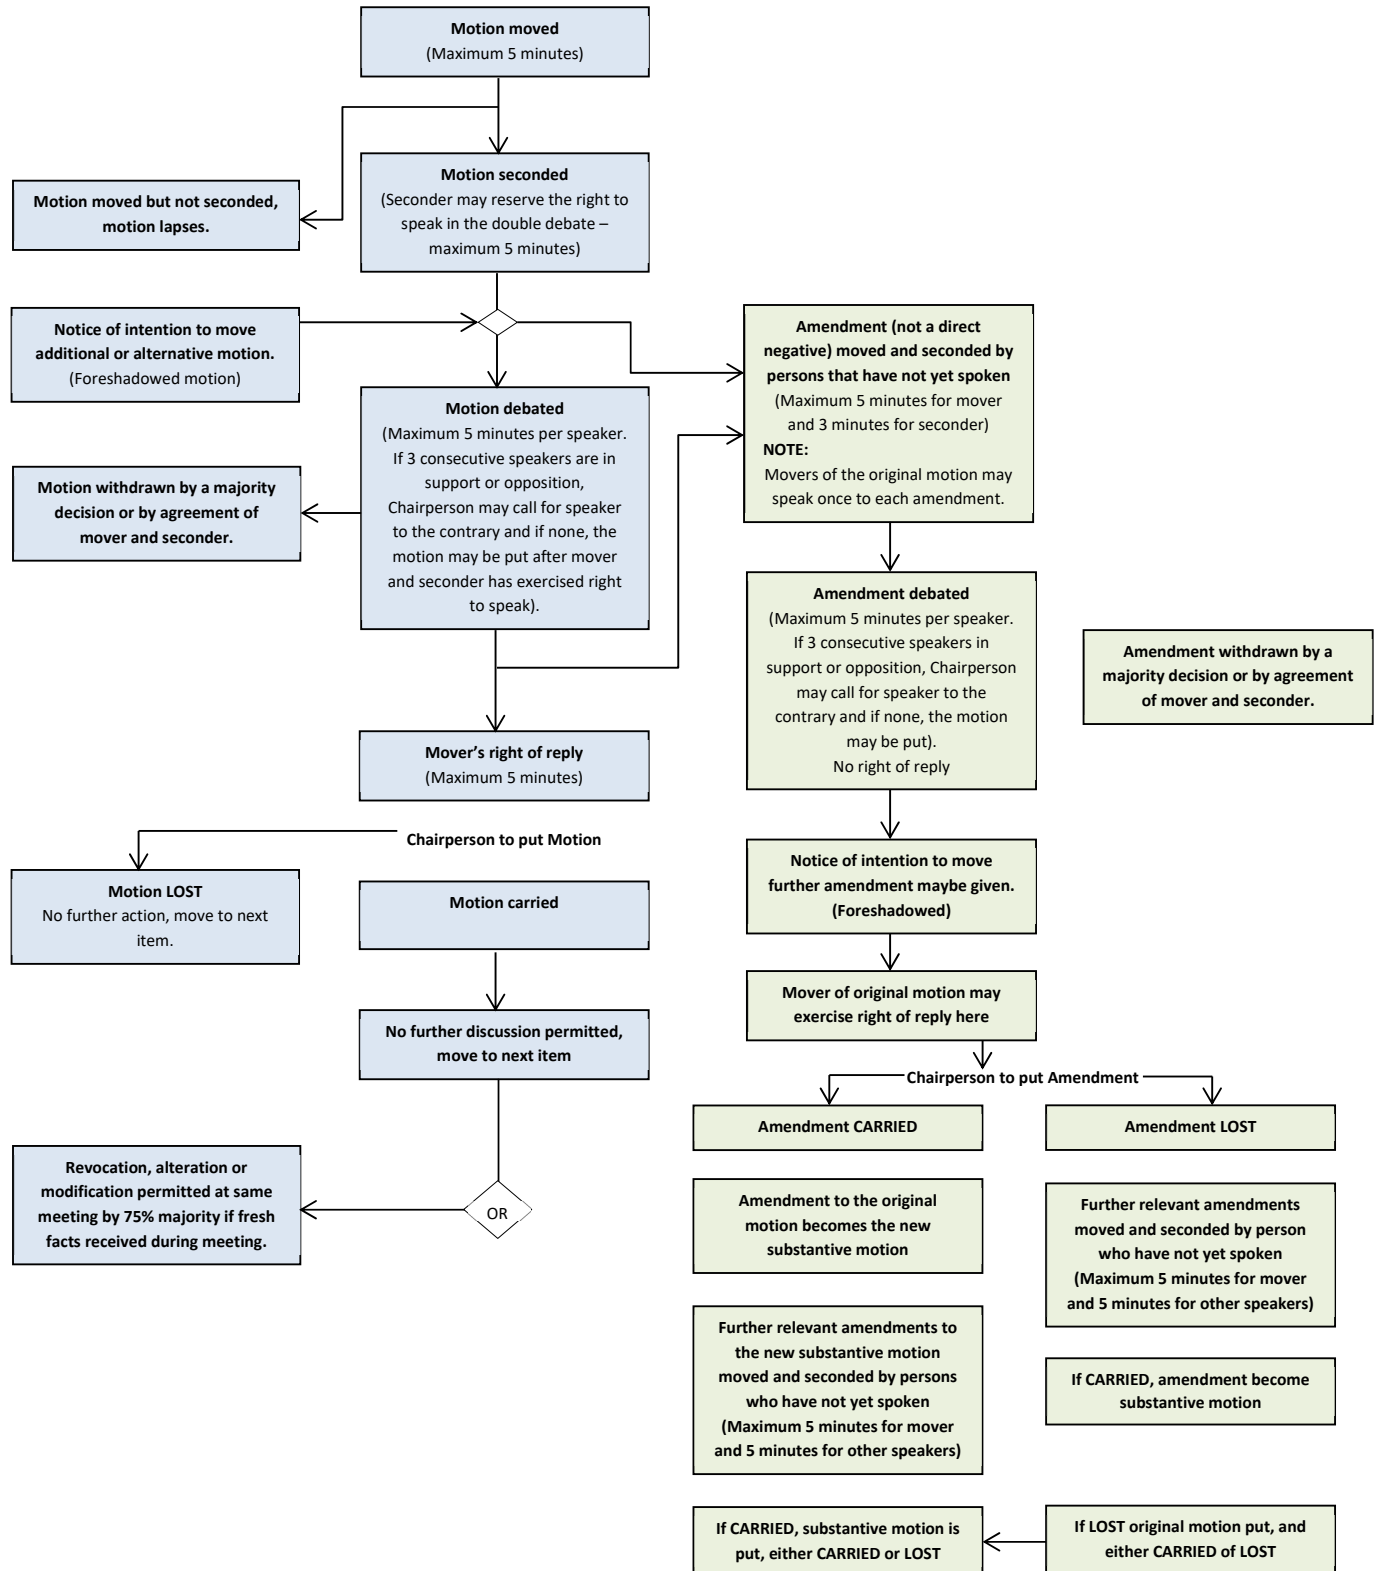 Motion moved
(Maximum 5 minutes)
Motion seconded
(Seconder may reserve the right to
speak in the double debate –
maximum 5 minutes)
Motion moved but not seconded,
motion lapses.
Notice of intention to move
additional or alternative motion.
(Foreshadowed motion)
Motion debated
(Maximum 5 minutes per speaker.
If 3 consecutive speakers are in
support or opposition,
Chairperson may call for speaker
to the contrary and if none, the
motion may be put after mover
and seconder has exercised right
to speak).
Motion withdrawn by a majority
decision or by agreement of
mover and seconder.
Mover’s right of reply
(Maximum 5 minutes)
Chairperson to put Motion
Motion LOST
No further action, move to next
item.
Motion carried
No further discussion permitted,
move to next item
OR
Revocation, alteration or
modification permitted at same
meeting by 75% majority if fresh
facts received during meeting.
Amendment (not a direct
negative) moved and seconded by
persons that have not yet spoken
(Maximum 5 minutes for mover
and 3 minutes for seconder)
NOTE:
Movers of the original motion may
speak once to each amendment.
Amendment debated
(Maximum 5 minutes per speaker.
If 3 consecutive speakers in
support or opposition, Chairperson
may call for speaker to the
contrary and if none, the motion
may be put).
No right of reply
Amendment withdrawn by a
majority decision or by agreement
of mover and seconder.
Notice of intention to move
further amendment maybe given.
(Foreshadowed)
Mover of original motion may
exercise right of reply here
Chairperson to put Amendment
Amendment CARRIED
Amendment to the original
motion becomes the new
substantive motion
Further relevant amendments to
the new substantive motion
moved and seconded by persons
who have not yet spoken
(Maximum 5 minutes for mover
and 5 minutes for other speakers)
If CARRIED, substantive motion is
put, either CARRIED or LOST
Amendment LOST
Further relevant amendments
moved and seconded by person
who have not yet spoken
(Maximum 5 minutes for mover
and 5 minutes for other speakers)
If CARRIED, amendment become
substantive motion
If LOST original motion put, and
either CARRIED of LOST